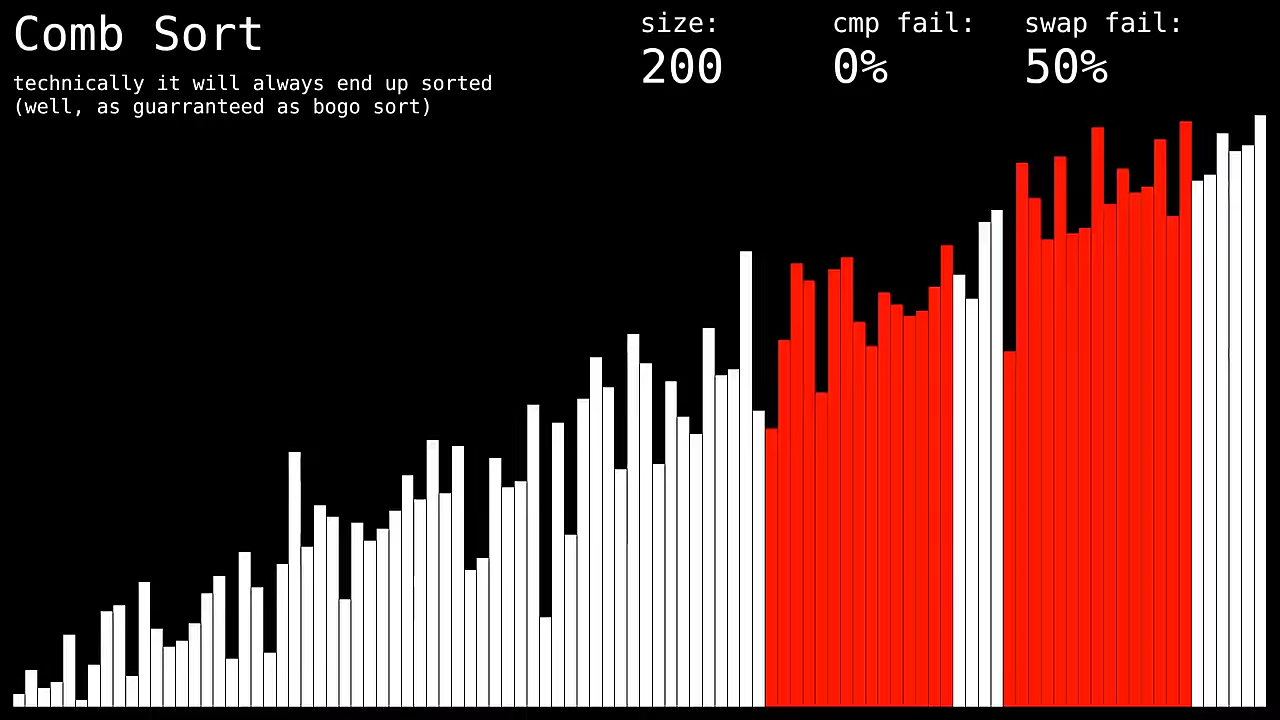 Comb Sort
technically it will always end up sorted
(well, as guarranteed as bogo sort)
size:
200
cmp fail:
0%
swap fail:
50%